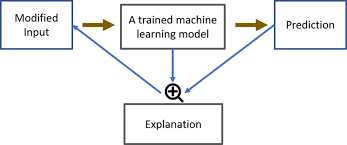 Modified
Input
A trained machine
learning model
Prediction
Explanation